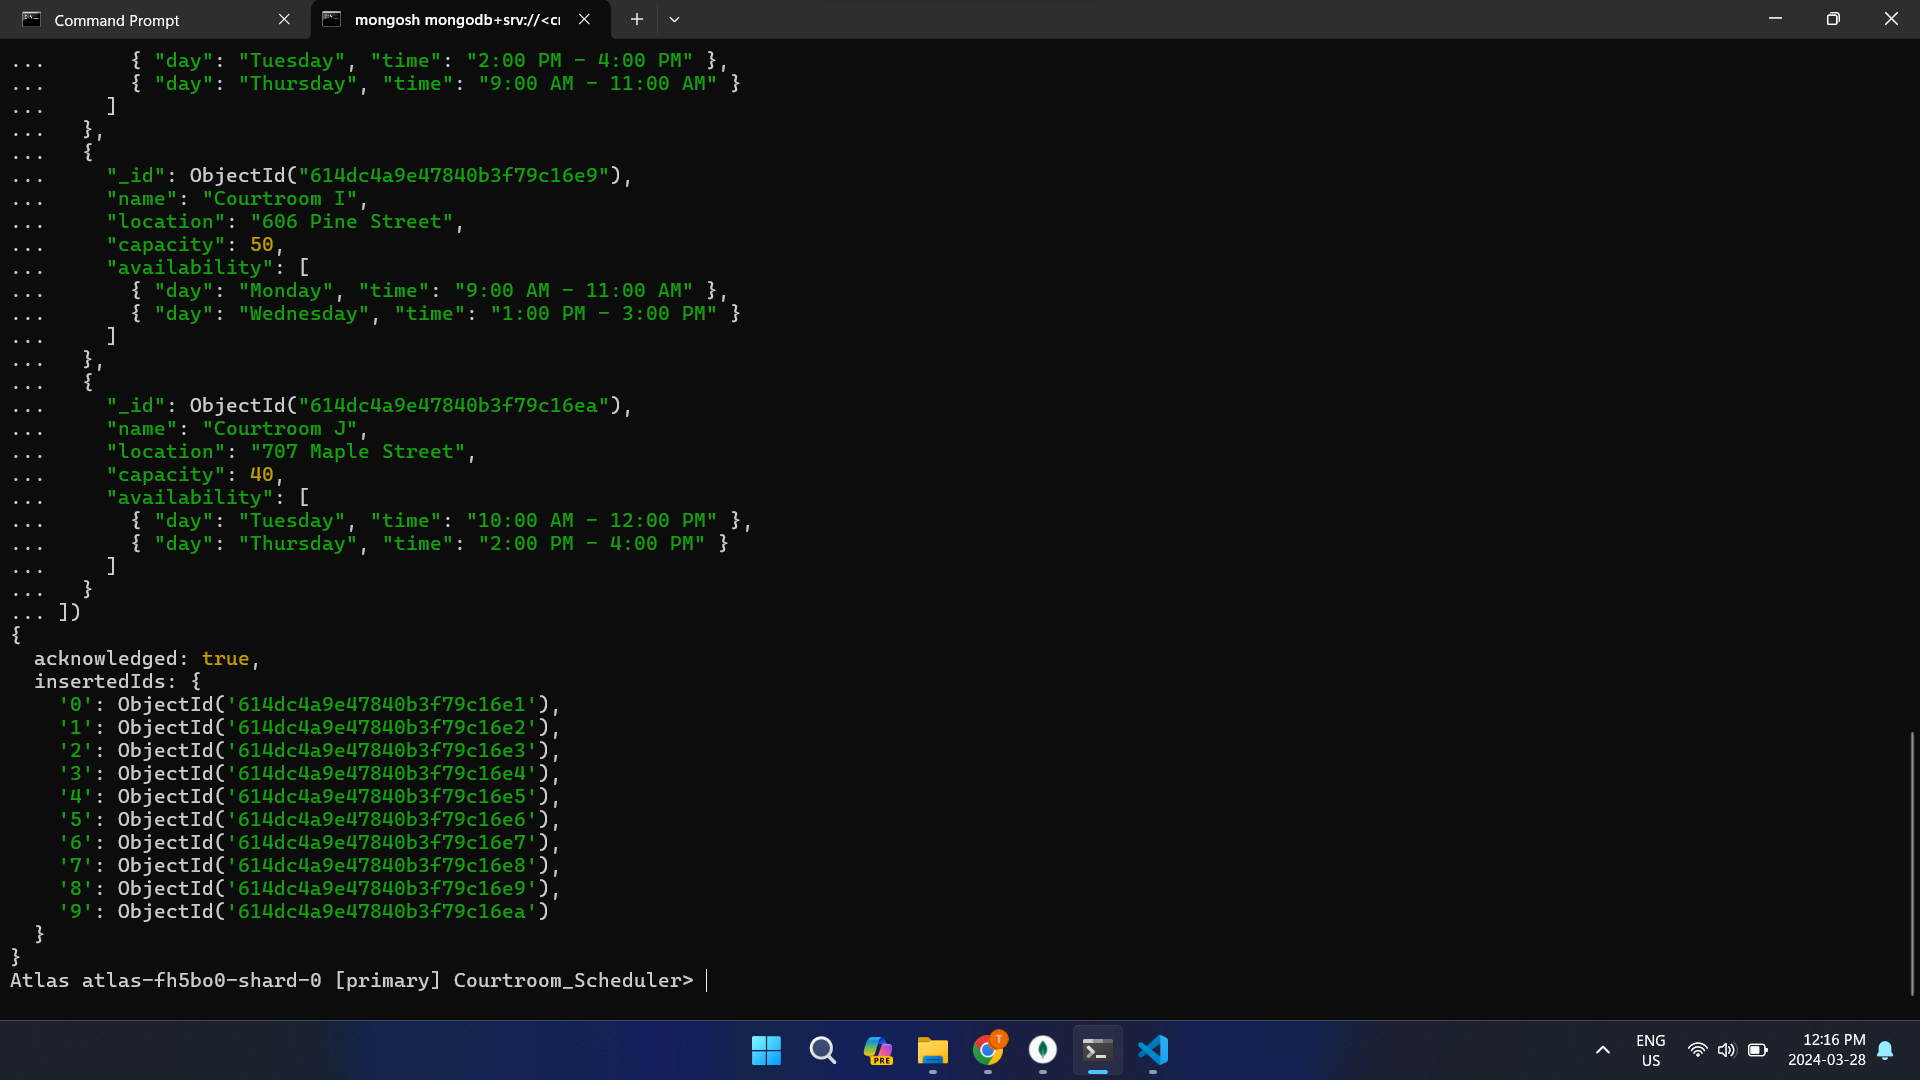 Command Prompt
mongosh mongodb+srv://<cr
...       { "day": "Tuesday", "time": "2:00 PM - 4:00 PM" },
...       { "day": "Thursday", "time": "9:00 AM - 11:00 AM" }
...     ]
...   },
...   {
...     "_id": ObjectId("614dc4a9e47840b3f79c16e9"),
...     "name": "Courtroom I",
...     "location": "606 Pine Street",
...     "capacity": 50,
...     "availability": [
...       { "day": "Monday", "time": "9:00 AM - 11:00 AM" },
...       { "day": "Wednesday", "time": "1:00 PM - 3:00 PM" }
...     ]
...   },
...   {
...     "_id": ObjectId("614dc4a9e47840b3f79c16ea"),
...     "name": "Courtroom J",
...     "location": "707 Maple Street",
...     "capacity": 40,
...     "availability": [
...       { "day": "Tuesday", "time": "10:00 AM - 12:00 PM" },
...       { "day": "Thursday", "time": "2:00 PM - 4:00 PM" }
...     ]
...   }
... ])
{
  acknowledged: true,
  insertedIds: {
    '0': ObjectId('614dc4a9e47840b3f79c16e1'),
    '1': ObjectId('614dc4a9e47840b3f79c16e2'),
    '2': ObjectId('614dc4a9e47840b3f79c16e3'),
    '3': ObjectId('614dc4a9e47840b3f79c16e4'),
    '4': ObjectId('614dc4a9e47840b3f79c16e5'),
    '5': ObjectId('614dc4a9e47840b3f79c16e6'),
    '6': ObjectId('614dc4a9e47840b3f79c16e7'),
    '7': ObjectId('614dc4a9e47840b3f79c16e8'),
    '8': ObjectId('614dc4a9e47840b3f79c16e9'),
    '9': ObjectId('614dc4a9e47840b3f79c16ea')
  }
}
Atlas atlas-fh5bo0-shard-0 [primary] Courtroom_Scheduler>
PRE
T
ENG
US
12:16 PM
2024-03-28